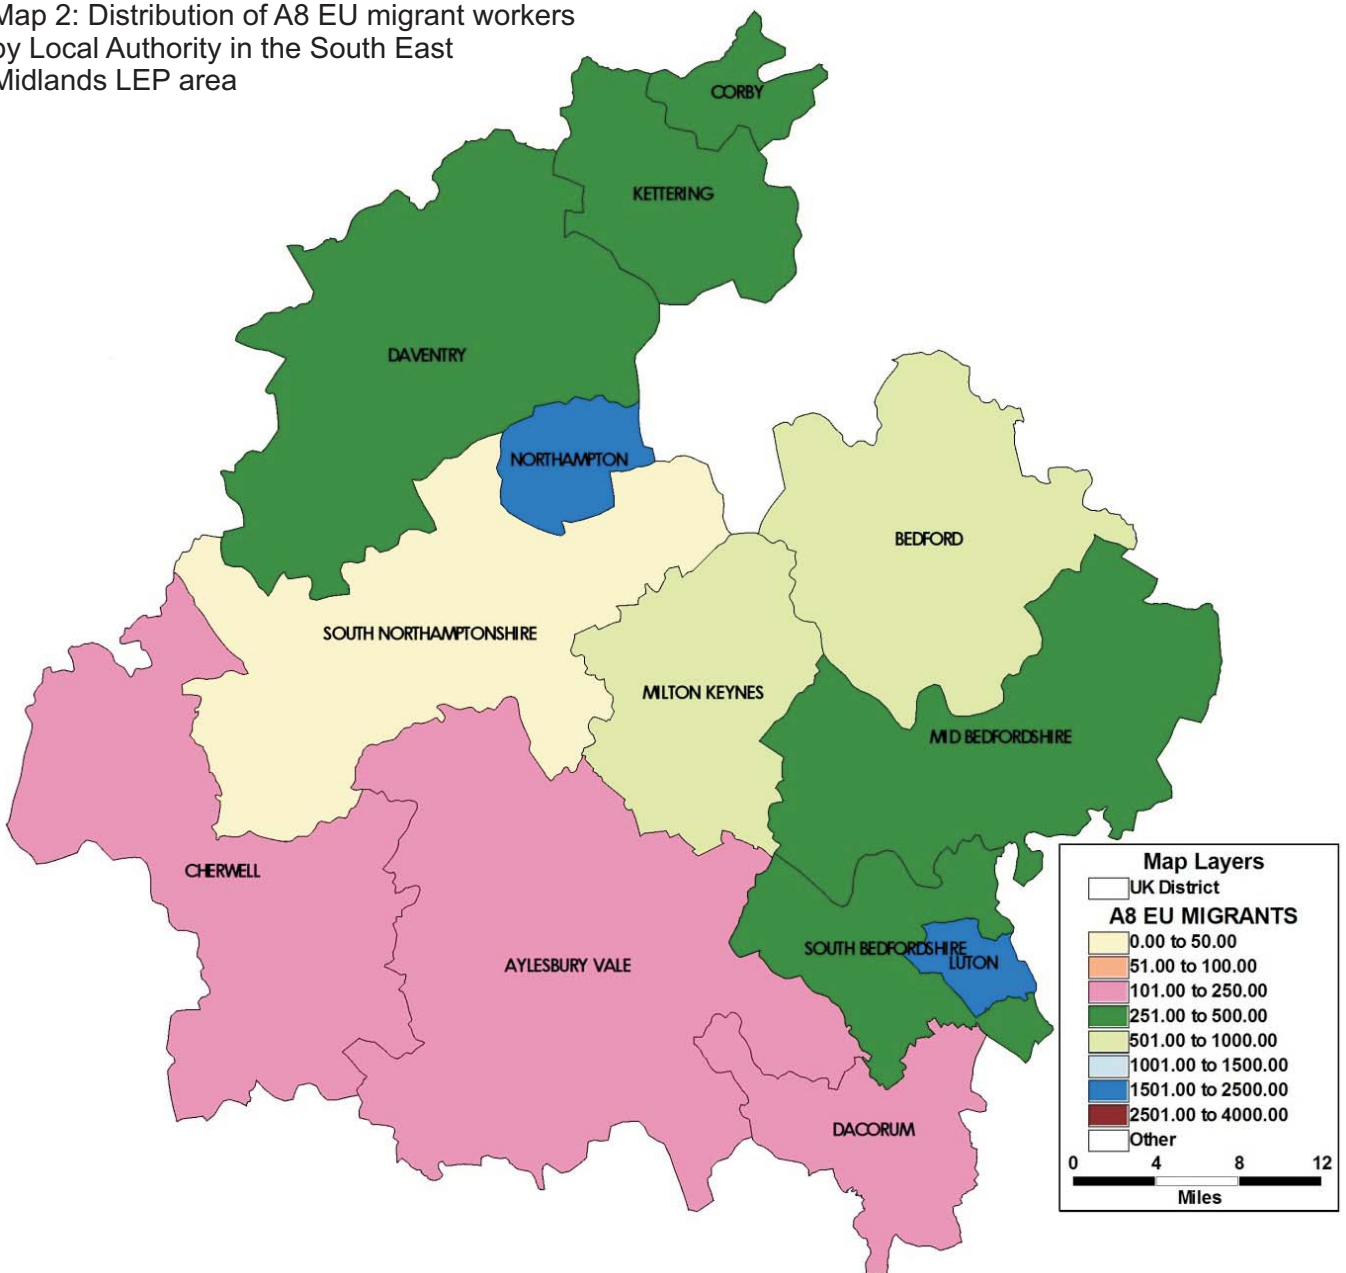 Map 2: Distribution of A8 EU migrant workers
by Local Authority in the South East
Midlands LEP area
CORBY
KETTERING
DAVENTRY
NORTHAMPTON
BEDFORD
SOUTH NORTHAMPTONSHIRE
MILTON KEYNES
MID BEDFORDSHIRE
CHERWELL
SOUTH BEDFORDSHIRE
LUTON
AYLESBURY VALE
DACORUM
Map Layers
UK District
A8 EU MIGRANTS
0.00 to 50.00
51.00 to 100.00
101.00 to 250.00
251.00 to 500.00
501.00 to 1000.00
1001.00 to 1500.00
1501.00 to 2500.00
2501.00 to 4000.00
Other
0 4 8 12
Miles